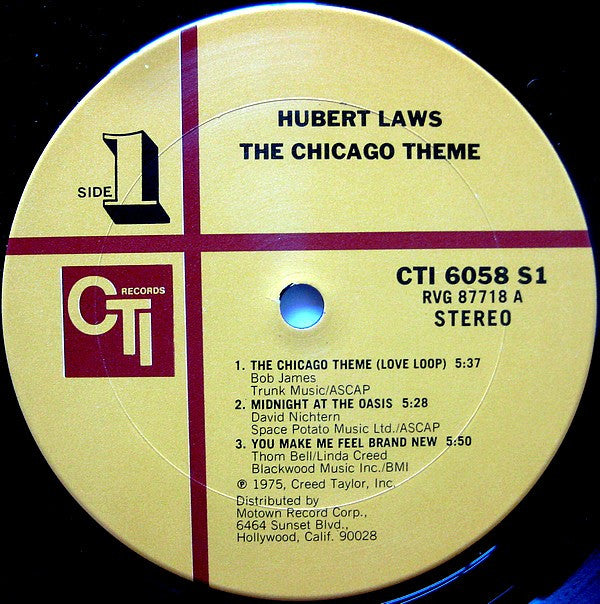 HUBERT LAWS
THE CHICAGO THEME
SIDE 1
CTI RECORDS
CTI 6058 S1
RVG 87718 A
STEREO
1. THE CHICAGO THEME (LOVE LOOP) 5:37
Bob James
Trunk Music/ASCAP
2. MIDNIGHT AT THE OASIS 5:28
David Nichtern
Space Potato Music Ltd./ASCAP
3. YOU MAKE ME FEEL BRAND NEW 5:50
Thom Bell/Linda Creed
Blackwood Music Inc./BMI
℗ 1975, Creed Taylor, Inc.
Distributed by
Motown Record Corp.,
6464 Sunset Blvd.,
Hollywood, Calif. 90028